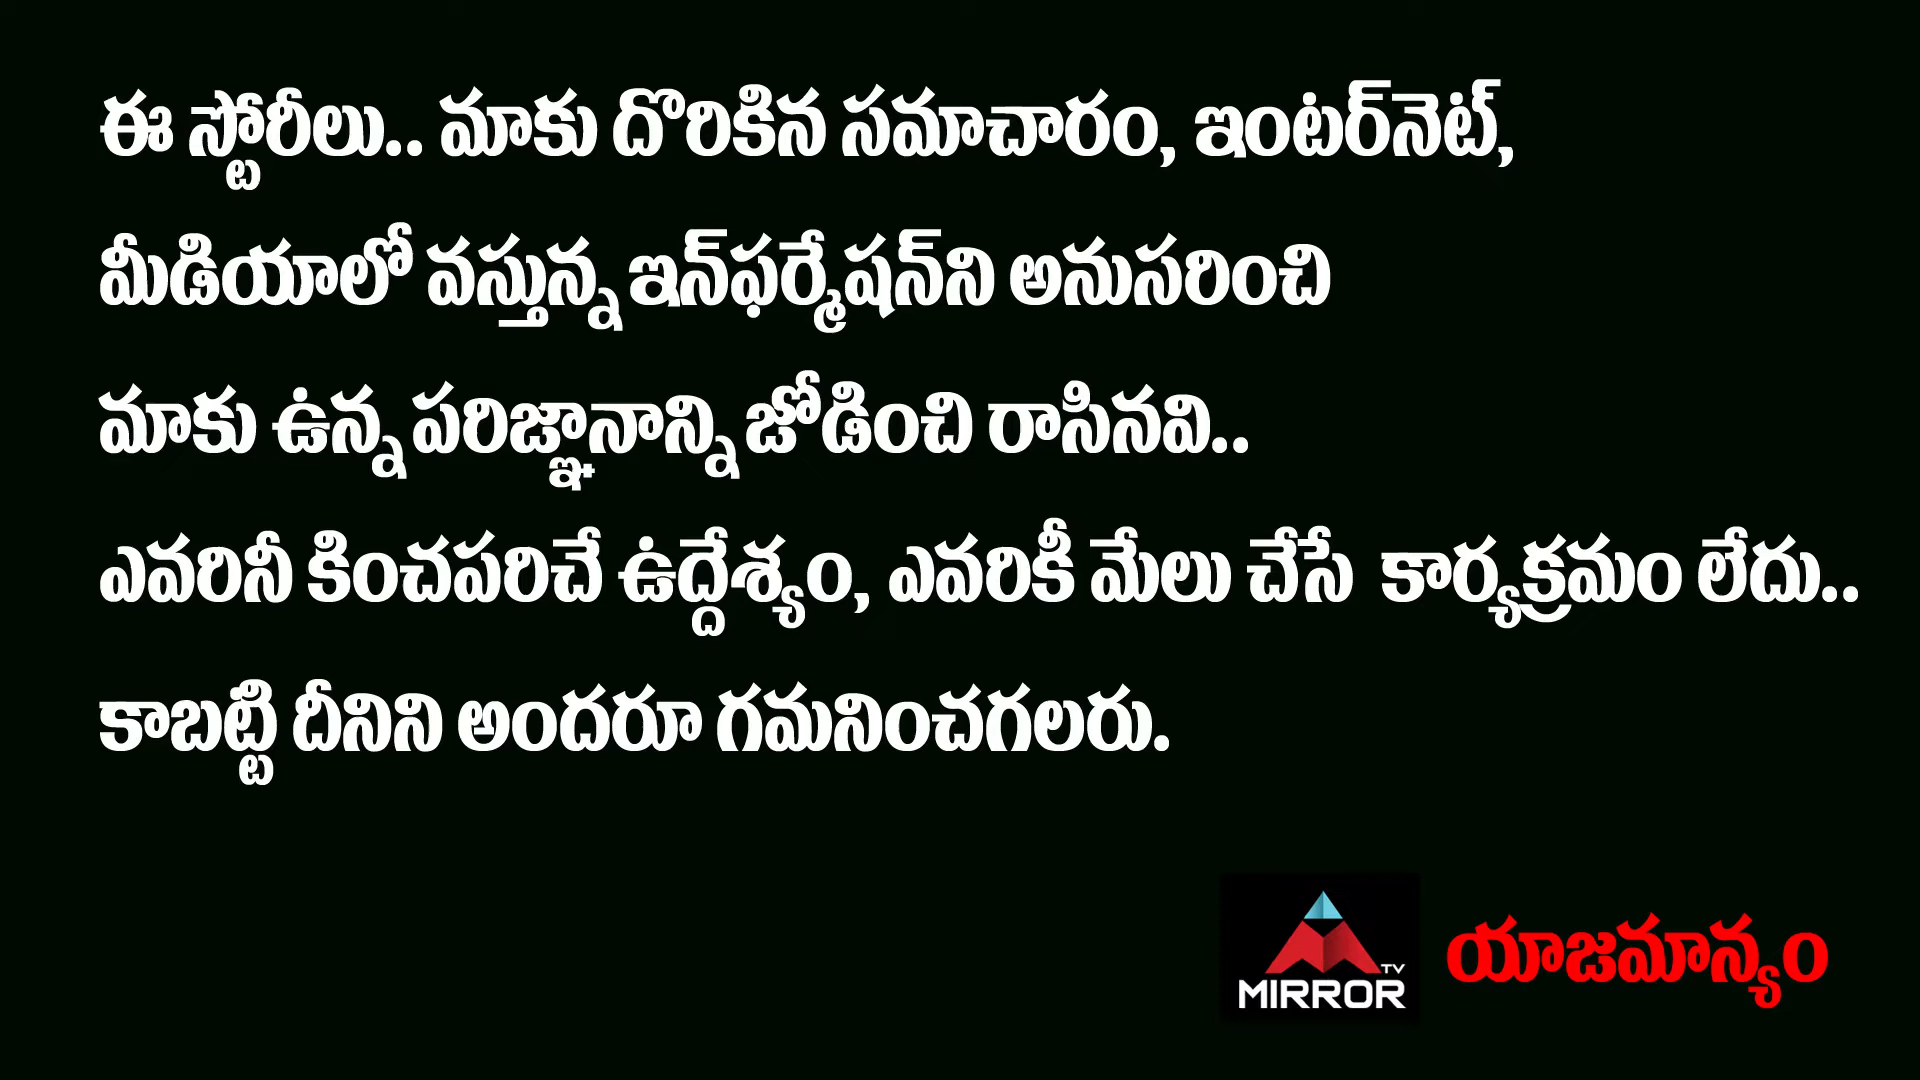 ఈ స్టోరీలు.. మాకు దొరికిన సమాచారం, ఇంటర్‌నెట్,
మీడియాలో వస్తున్న ఇన్‌ఫర్మేషన్‌ని అనుసరించి
మాకు ఉన్న పరిజ్ఞానాన్ని జోడించి రాసినవి..
ఎవరినీ కించపరిచే ఉద్దేశ్యం, ఎవరికీ మేలు చేసే కార్యక్రమం లేదు..
కాబట్టి దీనిని అందరూ గమనించగలరు.
TV
MIRROR
యాజమాన్యం